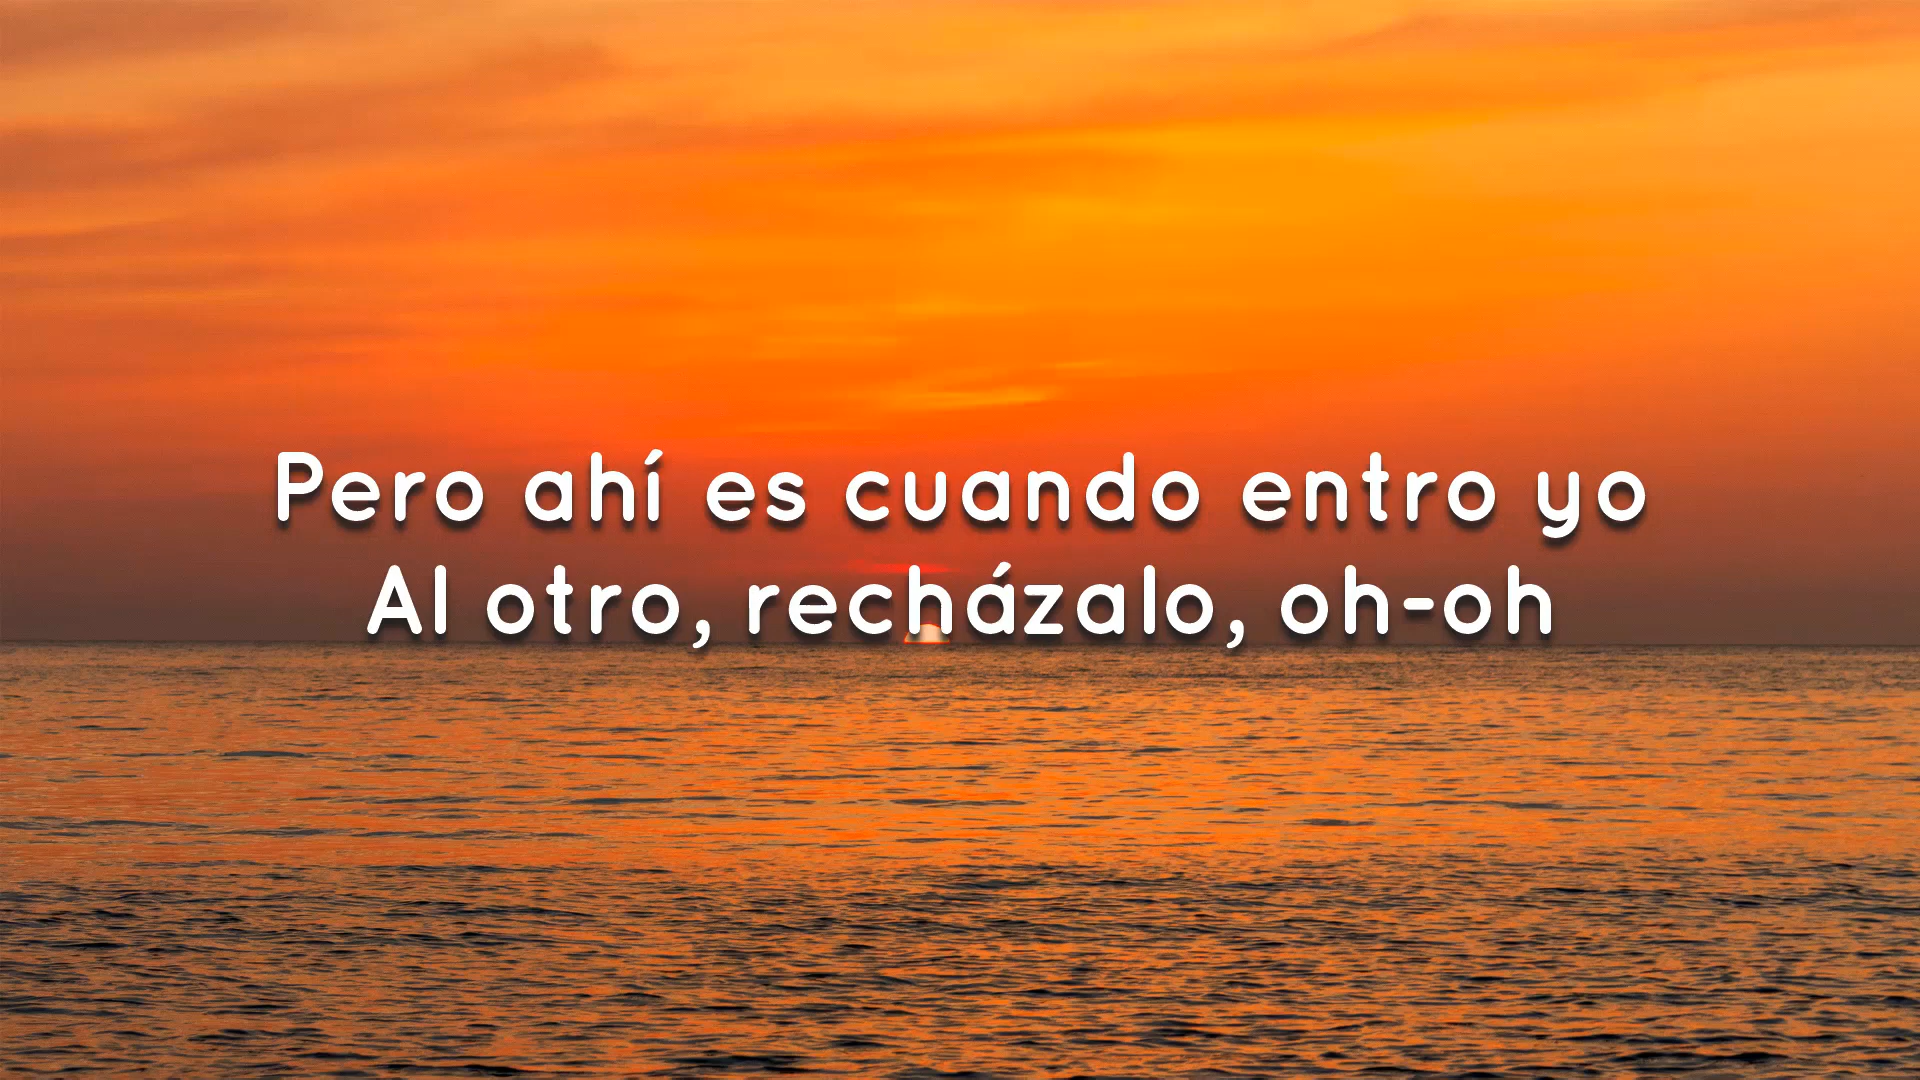 Pero ahí es cuando entro yo
Al otro, recházalo, oh-oh